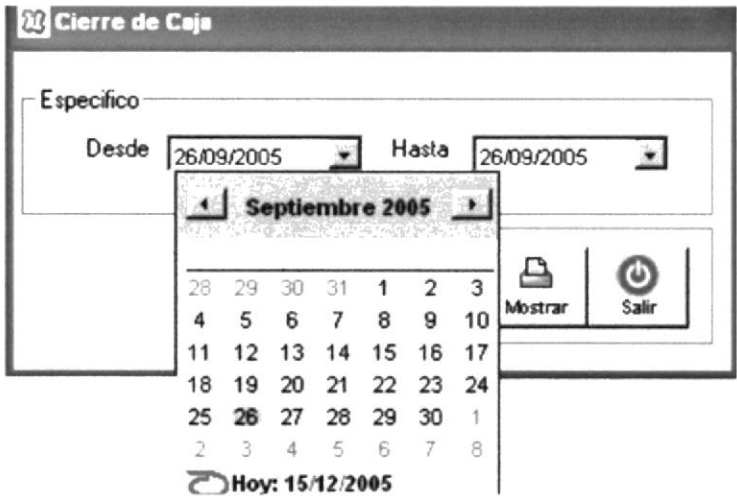 Cierre de Caja
Especifico
Desde 26/09/2005 Hasta 26/09/2005
Septiembre 2005
28 29 30 31 1 2 3
4 5 6 7 8 9 10
11 12 13 14 15 16 17
18 19 20 21 22 23 24
25 26 27 28 29 30 1
2 3 4 5 6 7 8
Hoy: 15/12/2005
Mostrar Salir